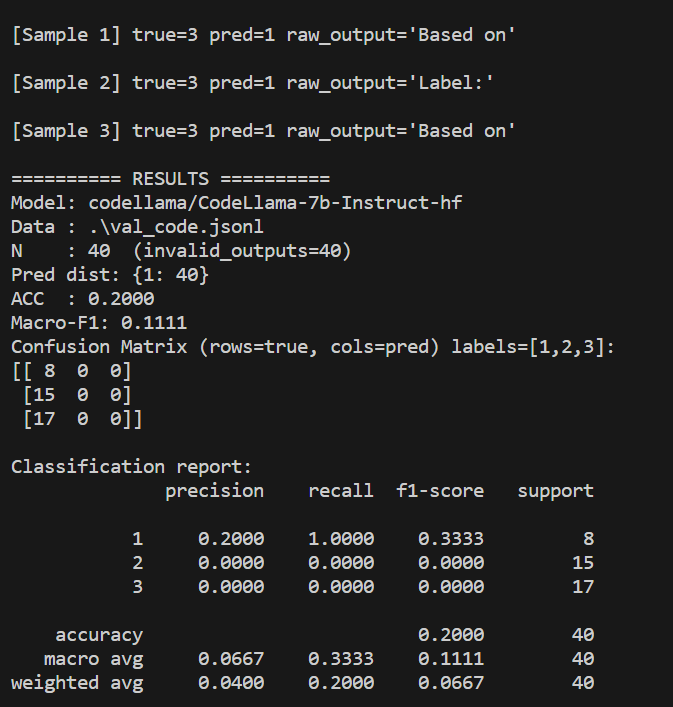 [Sample 1] true=3 pred=1 raw_output='Based on'
[Sample 2] true=3 pred=1 raw_output='Label:'
[Sample 3] true=3 pred=1 raw_output='Based on'
========== RESULTS ==========
Model: codellama/CodeLlama-7b-Instruct-hf
Data : .\val_code.jsonl
N    : 40  (invalid_outputs=40)
Pred dist: {1: 40}
ACC  : 0.2000
Macro-F1: 0.1111
Confusion Matrix (rows=true, cols=pred) labels=[1,2,3]:
[[ 8  0  0]
 [15  0  0]
 [17  0  0]]
Classification report:
              precision    recall  f1-score   support
           1     0.2000    1.0000    0.3333         8
           2     0.0000    0.0000    0.0000        15
           3     0.0000    0.0000    0.0000        17
    accuracy                         0.2000        40
   macro avg     0.0667    0.3333    0.1111        40
weighted avg     0.0400    0.2000    0.0667        40